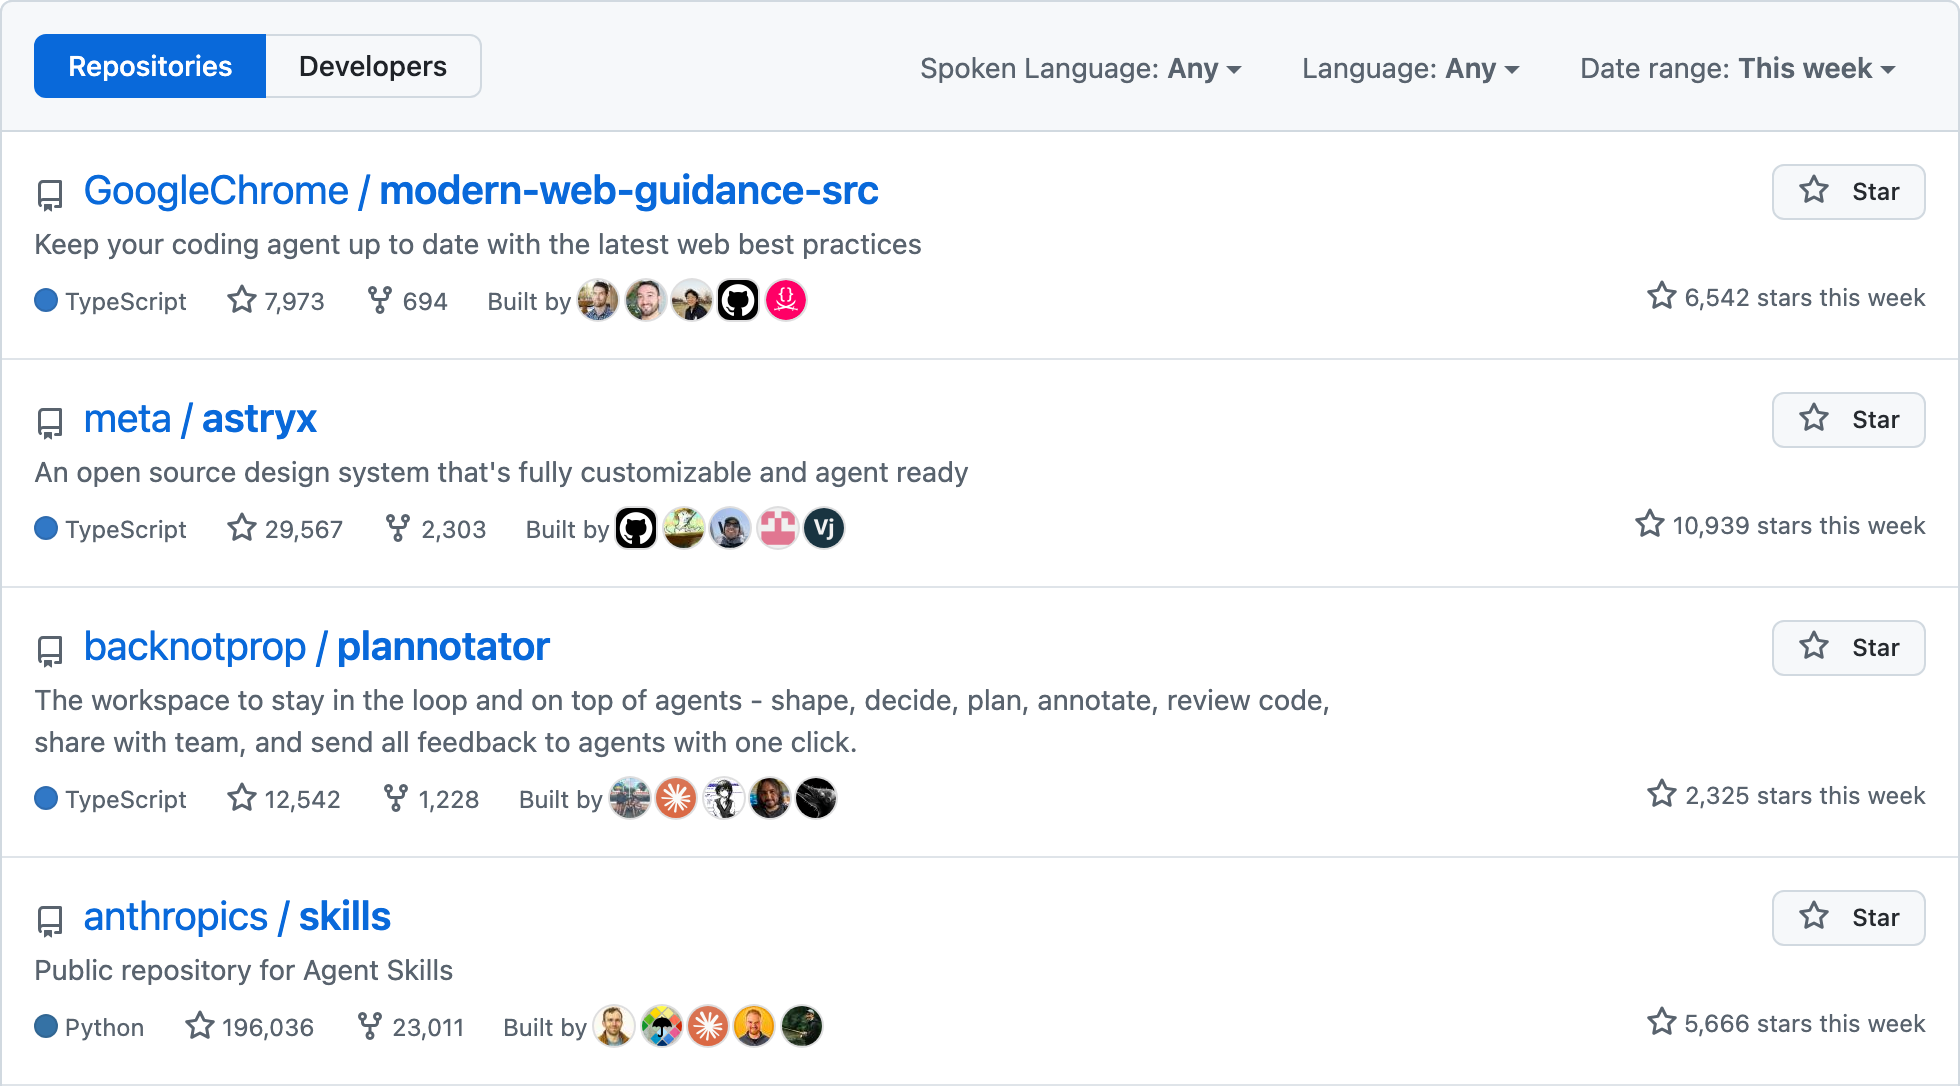 Repositories Developers Spoken Language: Any Language: Any Date range: This week
GoogleChrome / modern-web-guidance-src Star
Keep your coding agent up to date with the latest web best practices
TypeScript 7,973 694 Built by 6,542 stars this week
meta / astryx Star
An open source design system that's fully customizable and agent ready
TypeScript 29,567 2,303 Built by Vj 10,939 stars this week
backnotprop / plannotator Star
The workspace to stay in the loop and on top of agents - shape, decide, plan, annotate, review code,
share with team, and send all feedback to agents with one click.
TypeScript 12,542 1,228 Built by 2,325 stars this week
anthropics / skills Star
Public repository for Agent Skills
Python 196,036 23,011 Built by 5,666 stars this week